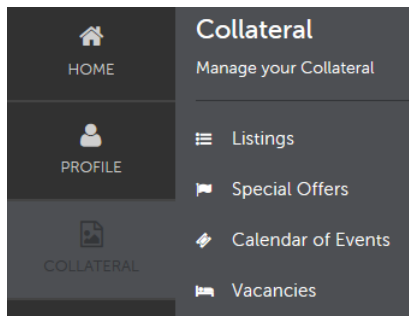 HOME
PROFILE
COLLATERAL
Collateral
Manage your Collateral
Listings
Special Offers
Calendar of Events
Vacancies